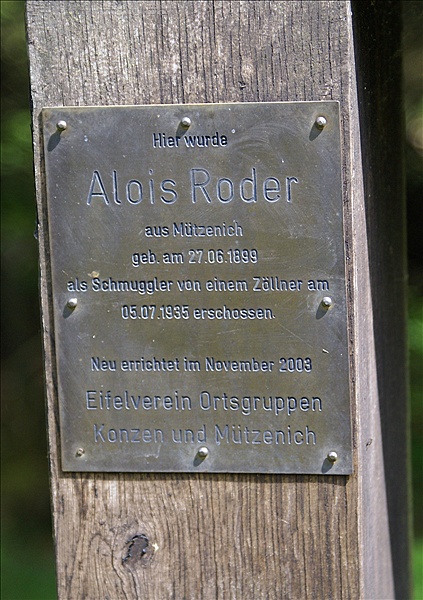 Hier wurde
Alois Roder
aus Mützenich
geb. am 27.06.1899
als Schmuggler von einem Zöllner am
05.07.1935 erschossen.
Neu errichtet im November 2003
Eifelverein Ortsgruppen
Konzen und Mützenich